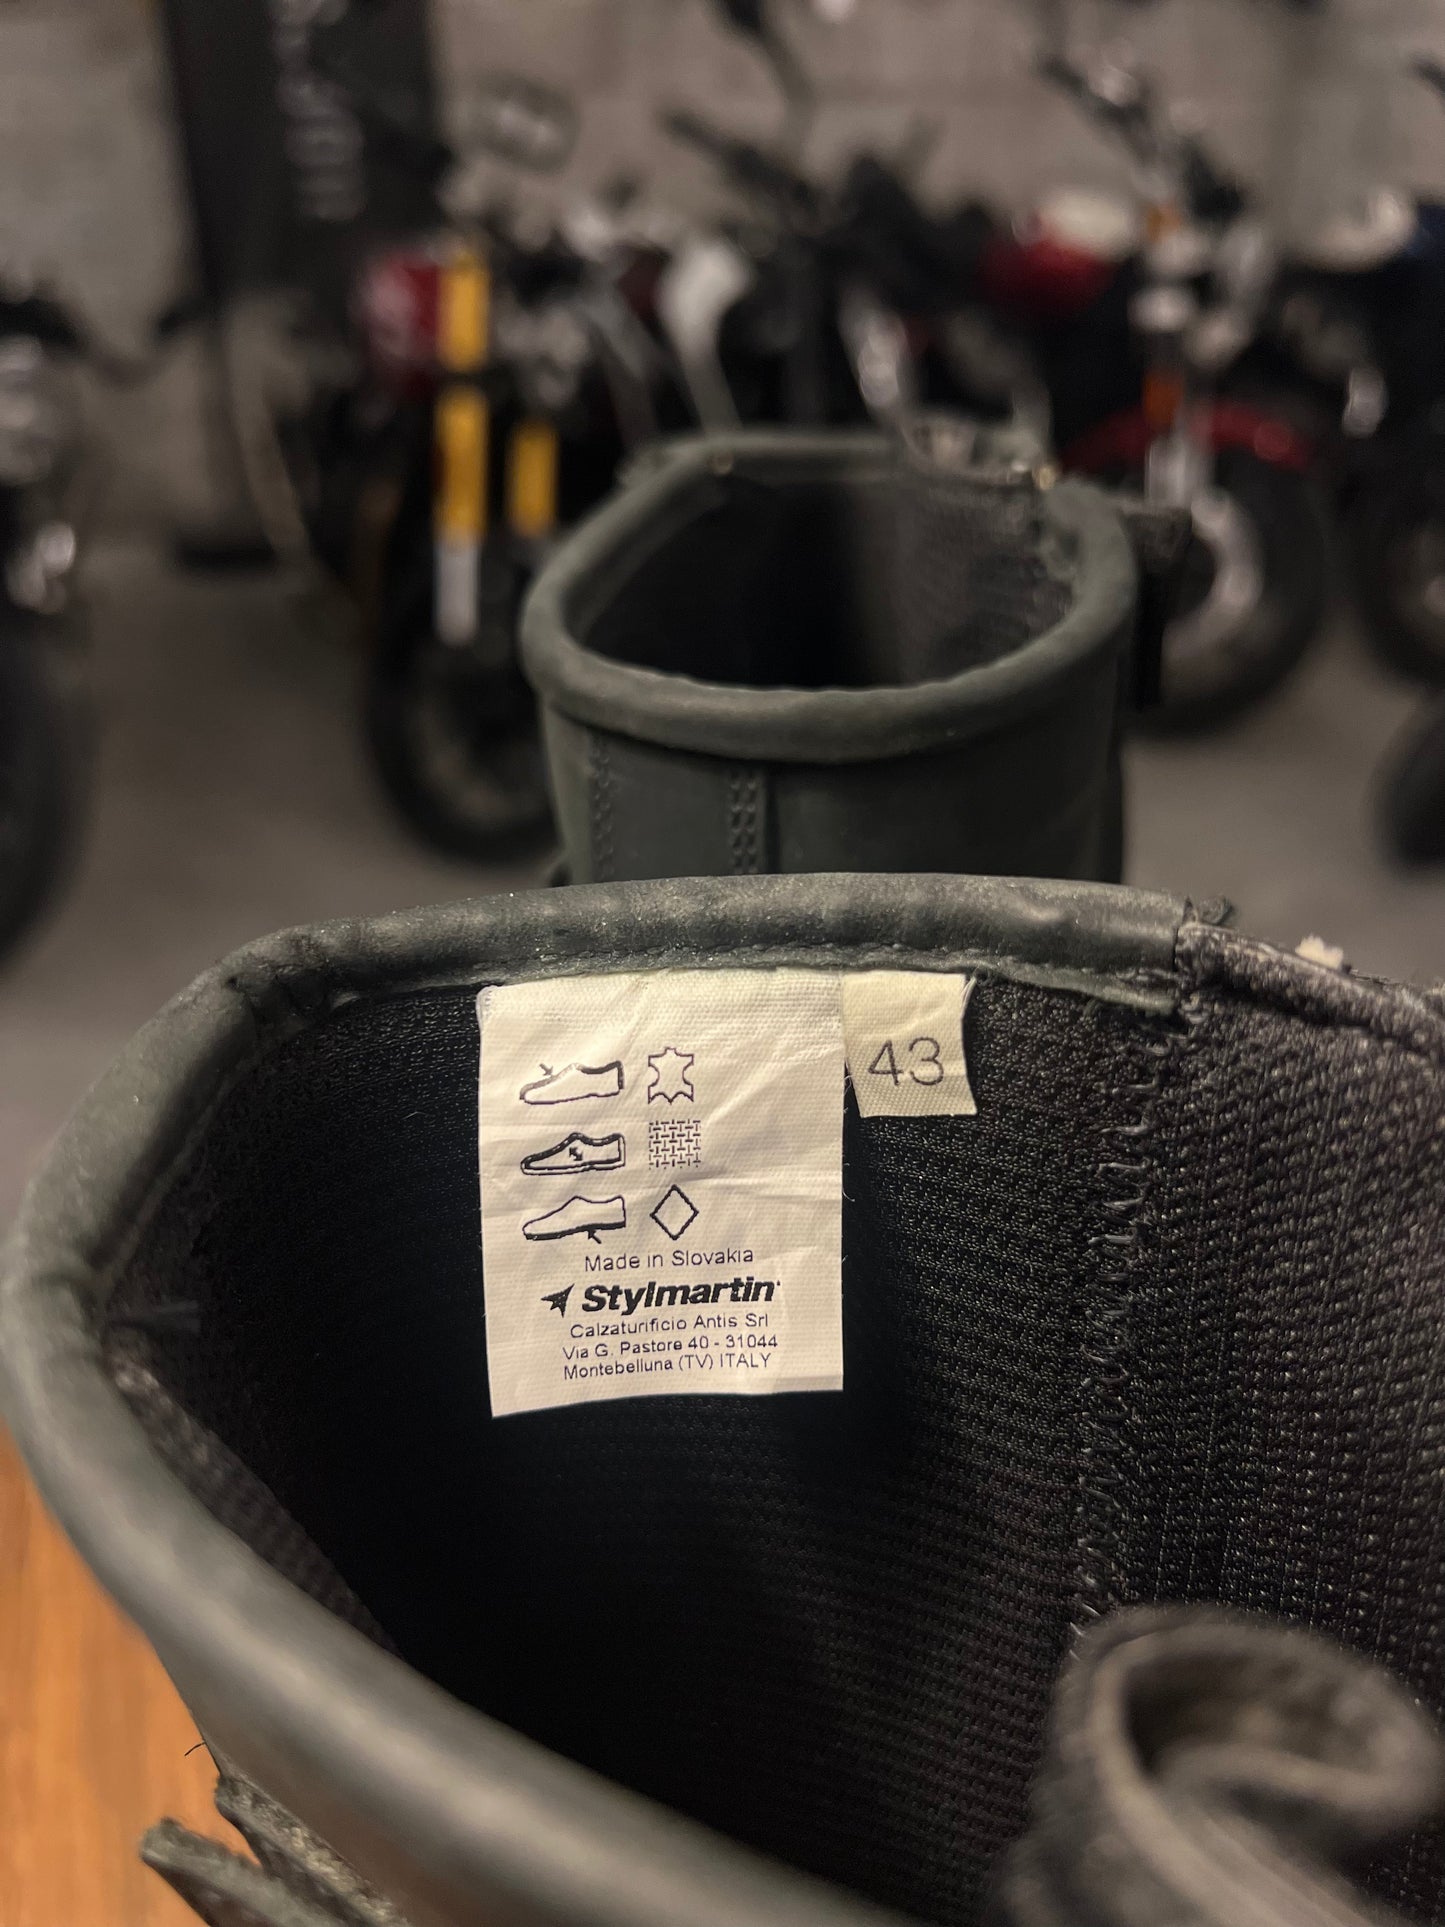 43
Made in Slovakia
Stylmartin
Calzaturificio Antis Srl
Via G. Pastore 40 - 31044
Montebelluna (TV) ITALY